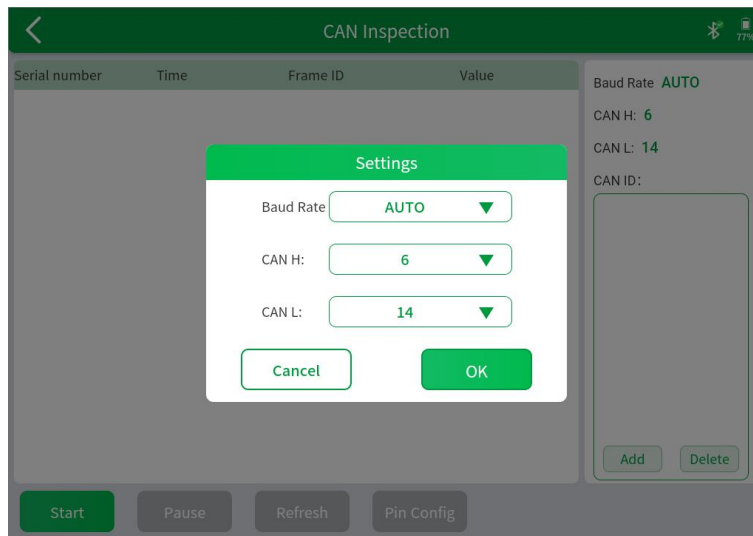 CAN Inspection
77%
Serial number Time Frame ID Value
Baud Rate AUTO
CAN H: 6
CAN L: 14
CAN ID:
Settings
Baud Rate AUTO
CAN H: 6
CAN L: 14
Cancel OK
Add Delete
Start Pause Refresh Pin Config